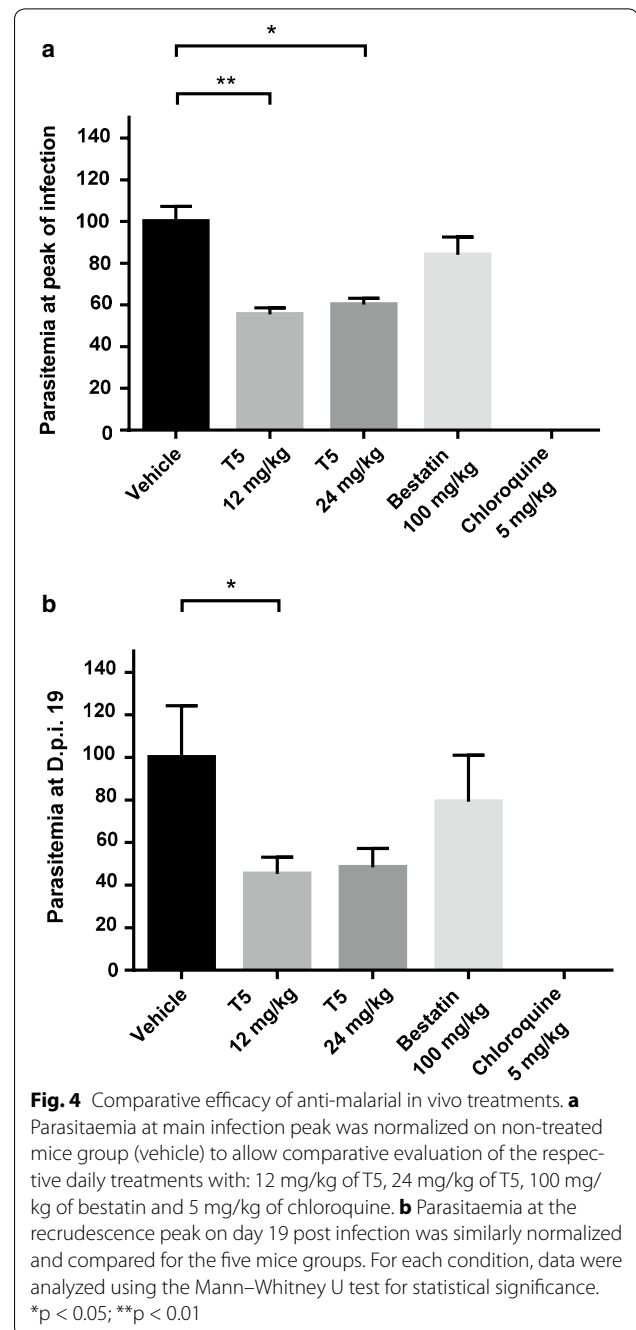 a
*
**
Parasitemia at peak of infection
140
120
100
80
60
40
20
0
Vehicle
T5
12 mg/kg
T5
24 mg/kg
Bestatin
100 mg/kg
Chloroquine
5 mg/kg
b
*
Parasitemia at D.p.i. 19
140
120
100
80
60
40
20
0
Vehicle
T5
12 mg/kg
T5
24 mg/kg
Bestatin
100 mg/kg
Chloroquine
5 mg/kg
Fig. 4 Comparative efficacy of anti-malarial in vivo treatments. a
Parasitaemia at main infection peak was normalized on non-treated
mice group (vehicle) to allow comparative evaluation of the respec-
tive daily treatments with: 12 mg/kg of T5, 24 mg/kg of T5, 100 mg/
kg of bestatin and 5 mg/kg of chloroquine. b Parasitaemia at the
recrudescence peak on day 19 post infection was similarly normalized
and compared for the five mice groups. For each condition, data were
analyzed using the Mann–Whitney U test for statistical significance.
*p < 0.05; **p < 0.01